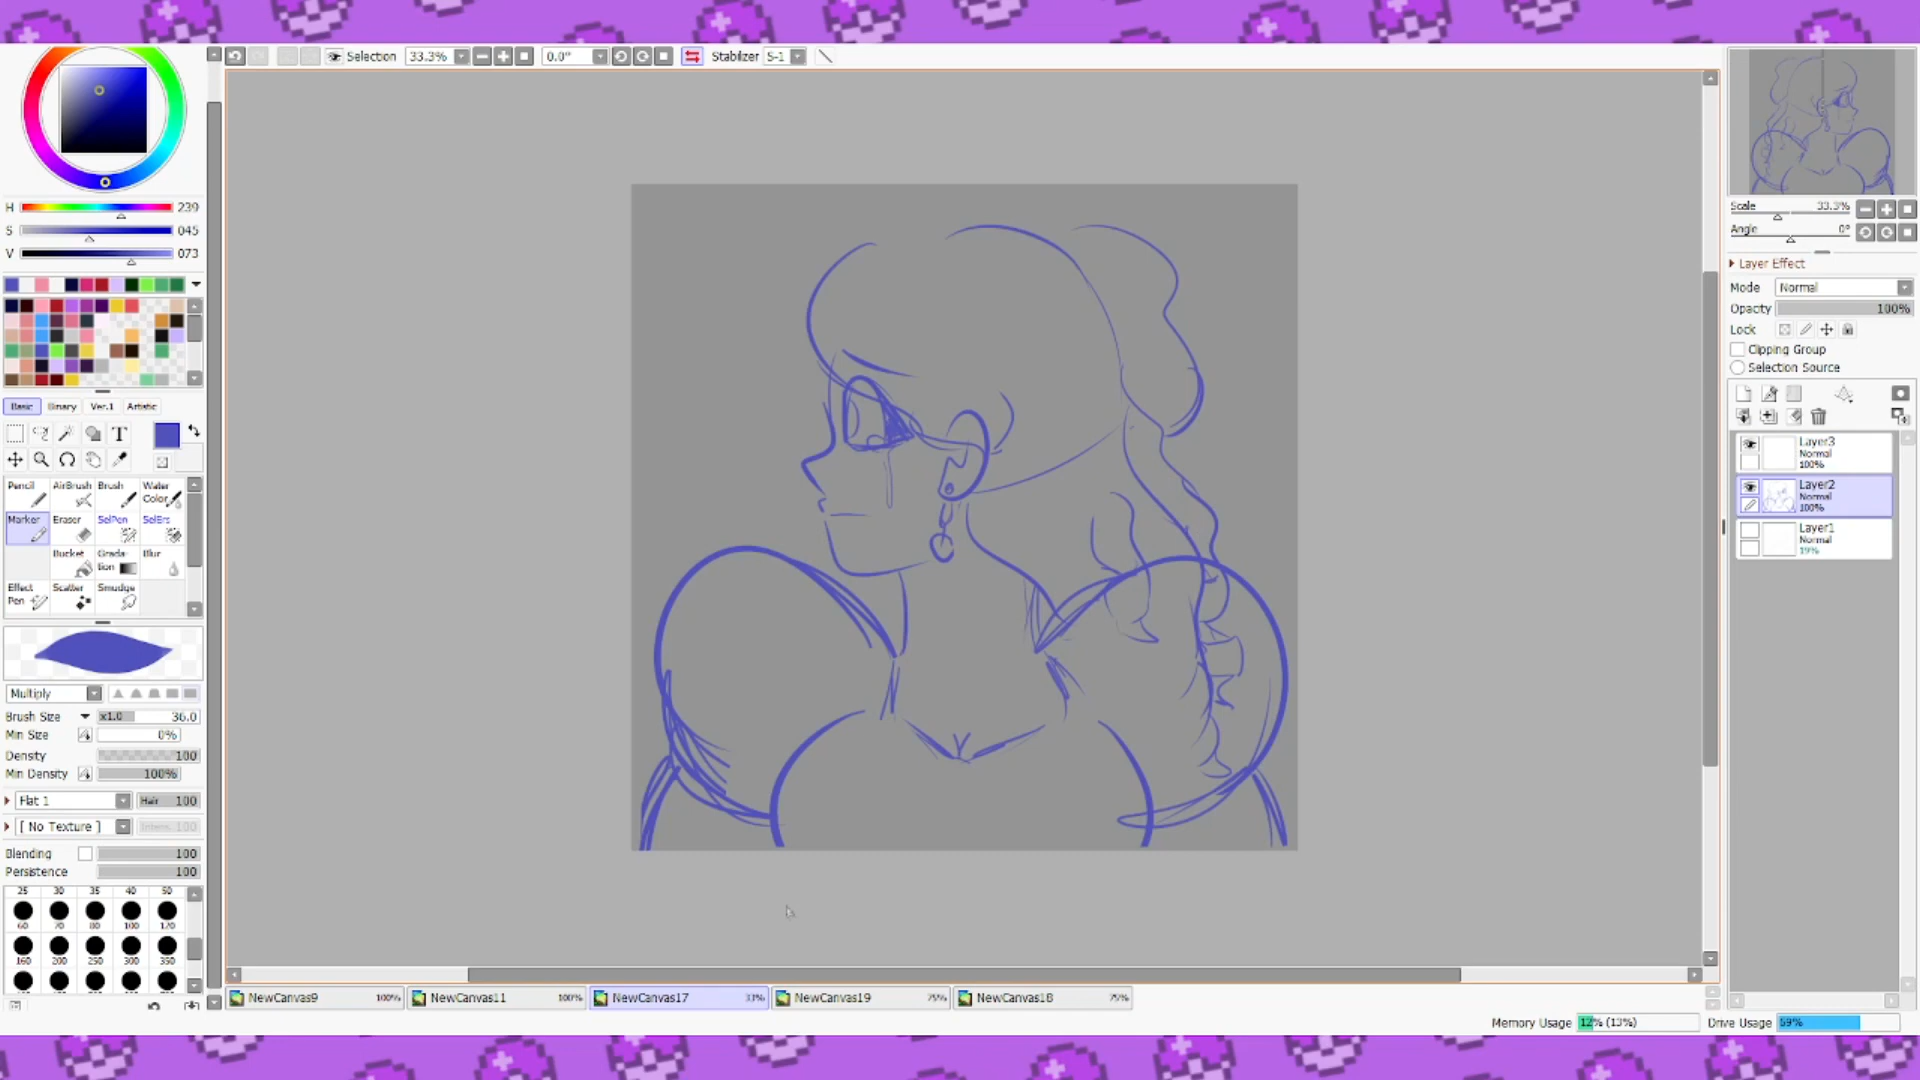 Selection 33.3% 0.0° Stabilizer S-1
H 239
S 045
V 073
Basic Binary Ver.1 Artistic
T
Pencil AirBrush Brush Water Color
Marker Eraser SelPen SelErs
Bucket Gradation Blur
Effect Pen Scatter Smudge
Multiply
Brush Size x1.0 36.0
Min Size 0%
Density 100
Min Density 100%
Flat 1 Hair 100
[ No Texture ] 100
Blending 100
Persistence 100
25 30 35 40 50
60 70 80 100 120
160 200 250 300 350
NewCanvas9 100% NewCanvas11 100% NewCanvas17 33% NewCanvas19 75% NewCanvas18 75%
Memory Usage 12% (13%) Drive Usage 59%
Scale 33.3%
Angle 0°
Layer Effect
Mode Normal
Opacity 100%
Lock
Clipping Group
Selection Source
Layer3
Normal
100%
Layer2
Normal
100%
Layer1
Normal
19%